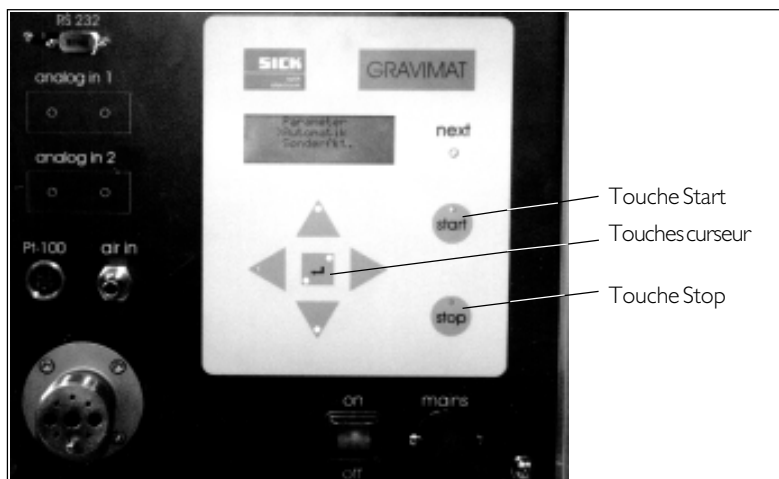 RS 232
analog in 1
analog in 2
Pt-100
air in
SICK
GRAVIMAT
Parameter
>Automatik
Sonderfkt.
next
start
stop
on
off
mains
Touche Start
Touches curseur
Touche Stop